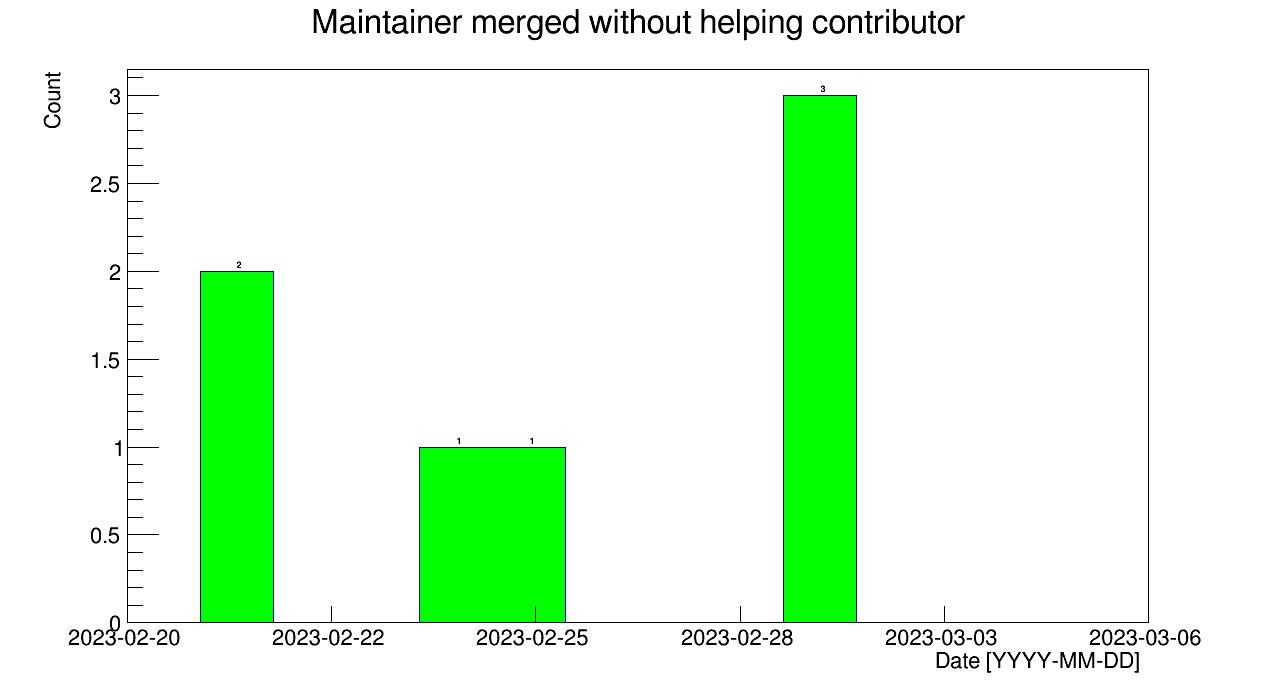 Maintainer merged without helping contributor
Count
3
2.5
2
1.5
1
0.5
0
3
2
1 1
2023-02-20 2023-02-22 2023-02-25 2023-02-28 2023-03-03 2023-03-06
Date [YYYY-MM-DD]